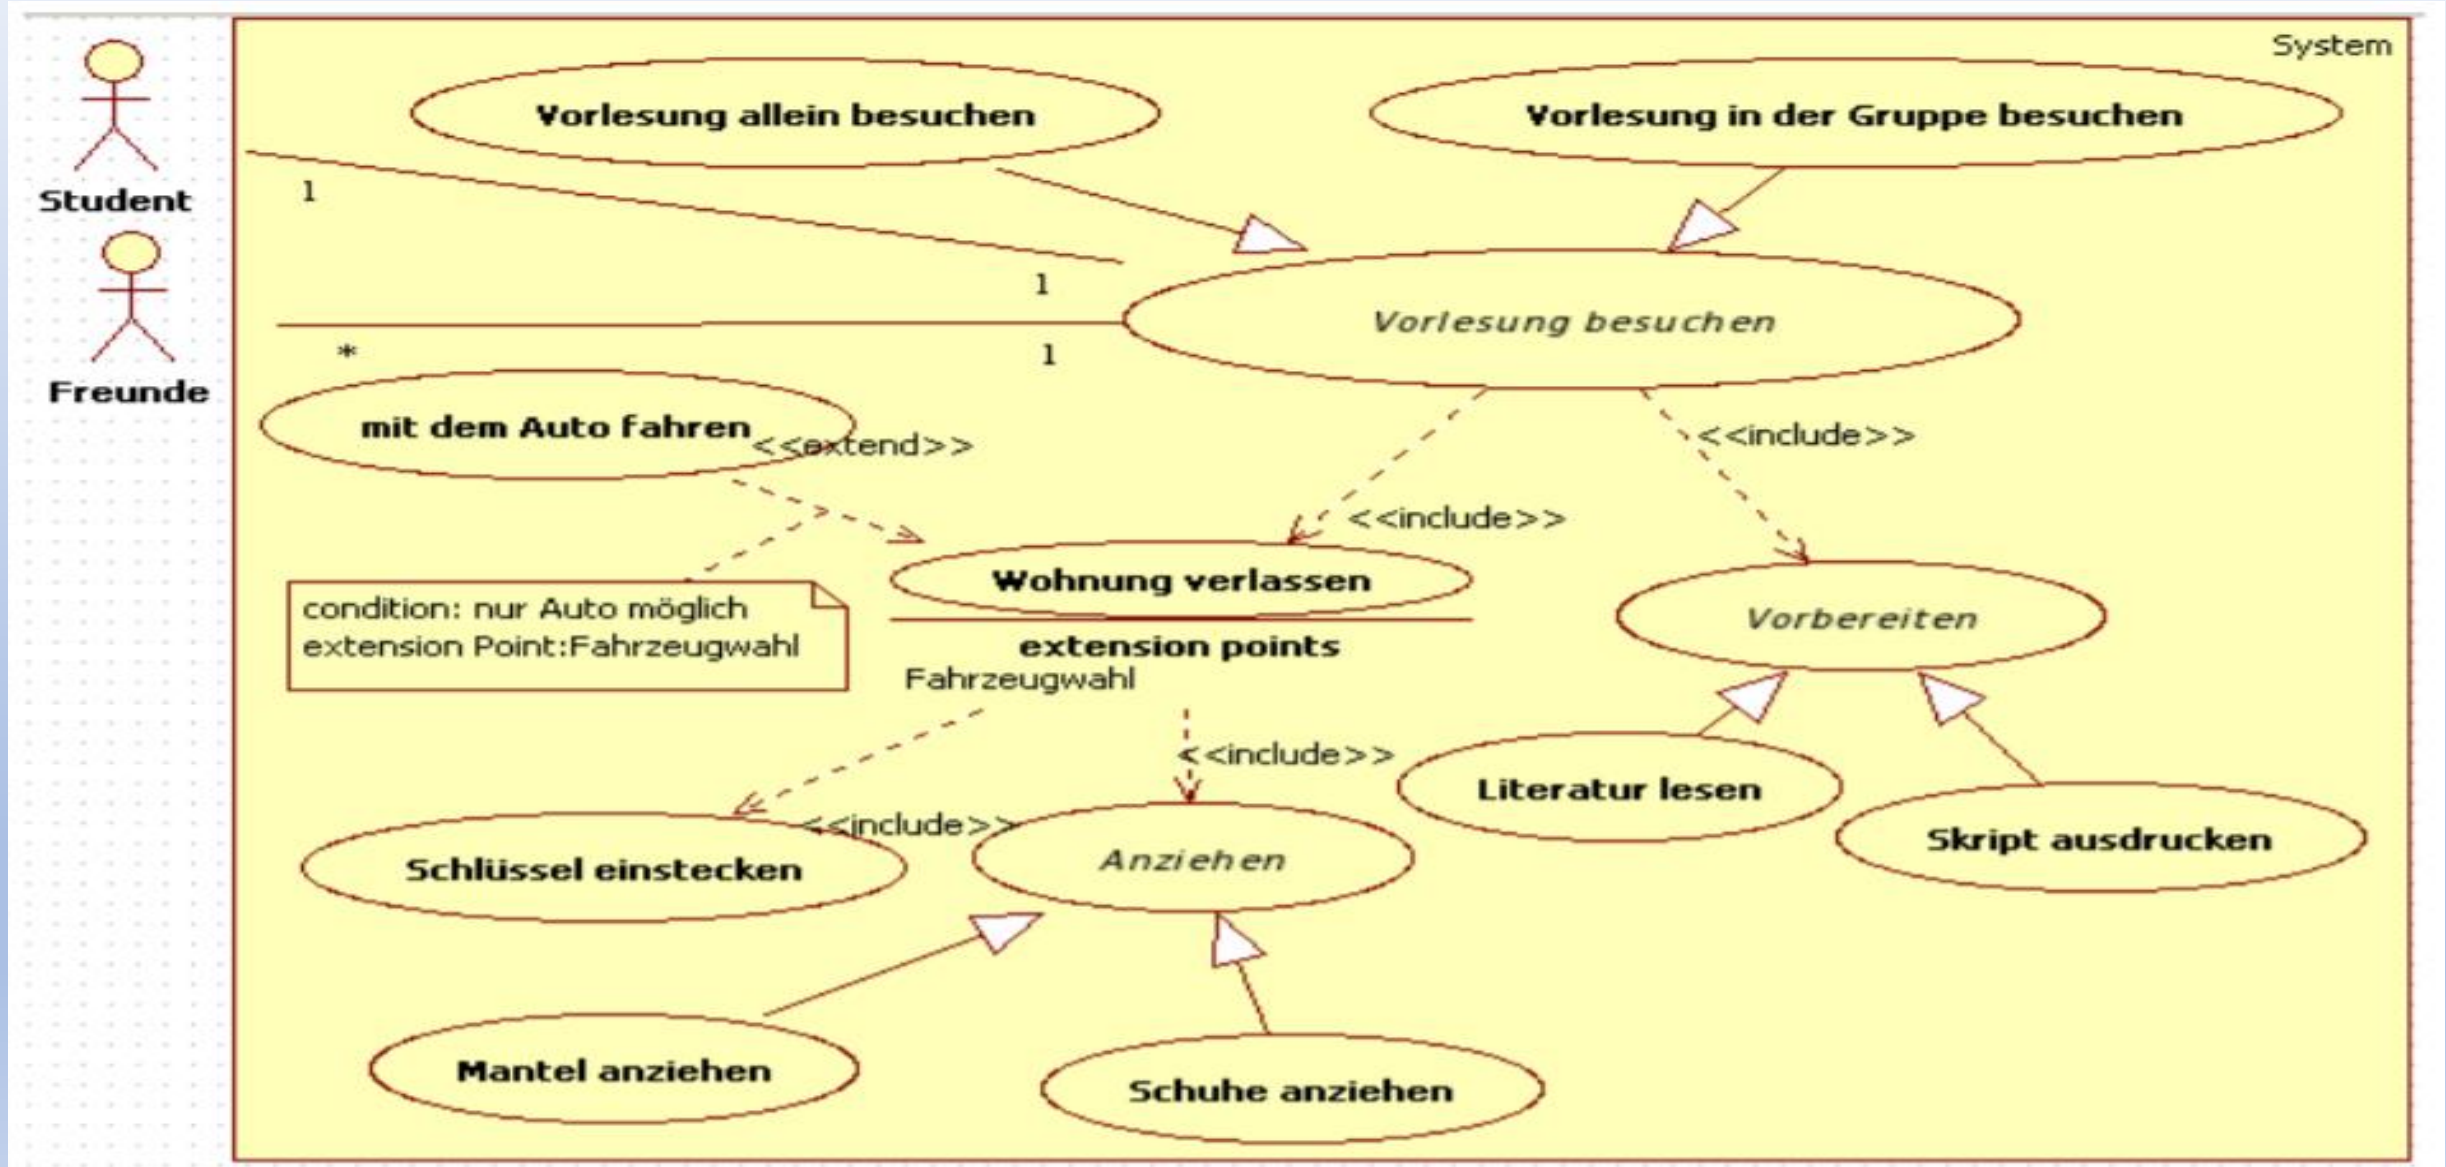 System
Student
Freunde
Vorlesung allein besuchen
Vorlesung in der Gruppe besuchen
1
1
Vorlesung besuchen
*
1
mit dem Auto fahren
<<extend>>
<<include>>
<<include>>
condition: nur Auto möglich
extension Point:Fahrzeugwahl
Wohnung verlassen
extension points
Fahrzeugwahl
Vorbereiten
<<include>>
<<include>>
Literatur lesen
Skript ausdrucken
Schlüssel einstecken
Anziehen
Mantel anziehen
Schuhe anziehen